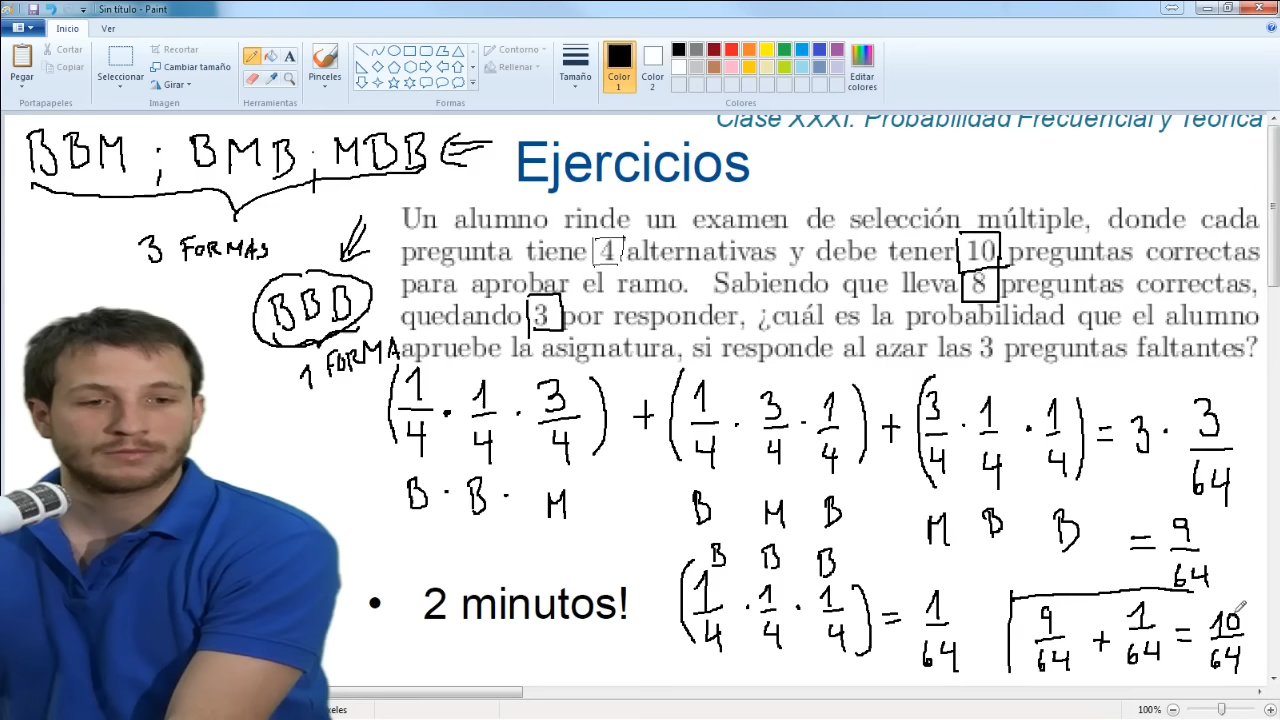 Sin título - Paint
Inicio Ver
Pegar
Cortar
Copiar
Portapapeles
Seleccionar
Recortar
Cambiar tamaño
Girar
Imagen
A
Herramientas
Pinceles
Contorno
Rellenar
Formas
Tamaño
Color 1
Color 2
Editar colores
Colores
Clase XXXI. Probabilidad Frecuencial y Teórica
BBM ; BMB ; MBB
3 FORMAS
BBB
1 FORMA
Ejercicios
Un alumno rinde un examen de selección múltiple, donde cada
pregunta tiene 4 alternativas y debe tener 10 preguntas correctas
para aprobar el ramo. Sabiendo que lleva 8 preguntas correctas,
quedando 3 por responder, ¿cuál es la probabilidad que el alumno
apruebe la asignatura, si responde al azar las 3 preguntas faltantes?
(1/4 · 1/4 · 3/4) + (1/4 · 3/4 · 1/4) + (3/4 · 1/4 · 1/4) = 3 · 3/64
B · B · M B M B M B B = 9/64
B B B
• 2 minutos!
(1/4 · 1/4 · 1/4) = 1/64
9/64 + 1/64 = 10/64
xeles
100%